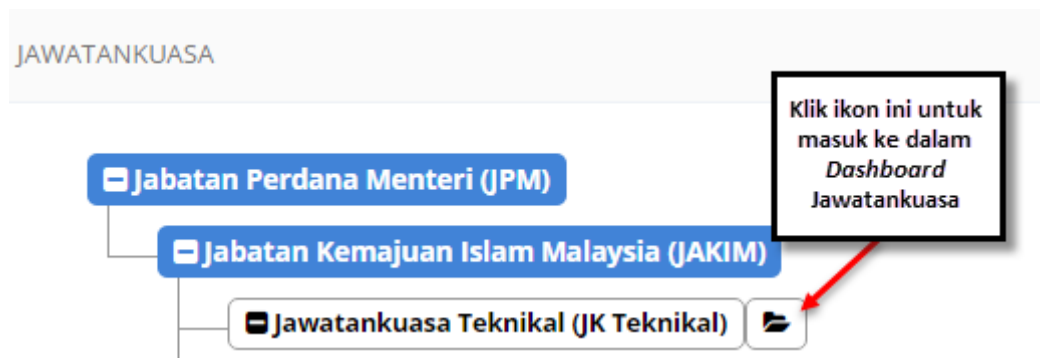 JAWATANKUASA
Klik ikon ini untuk
masuk ke dalam
Dashboard
Jawatankuasa
Jabatan Perdana Menteri (JPM)
Jabatan Kemajuan Islam Malaysia (JAKIM)
Jawatankuasa Teknikal (JK Teknikal)